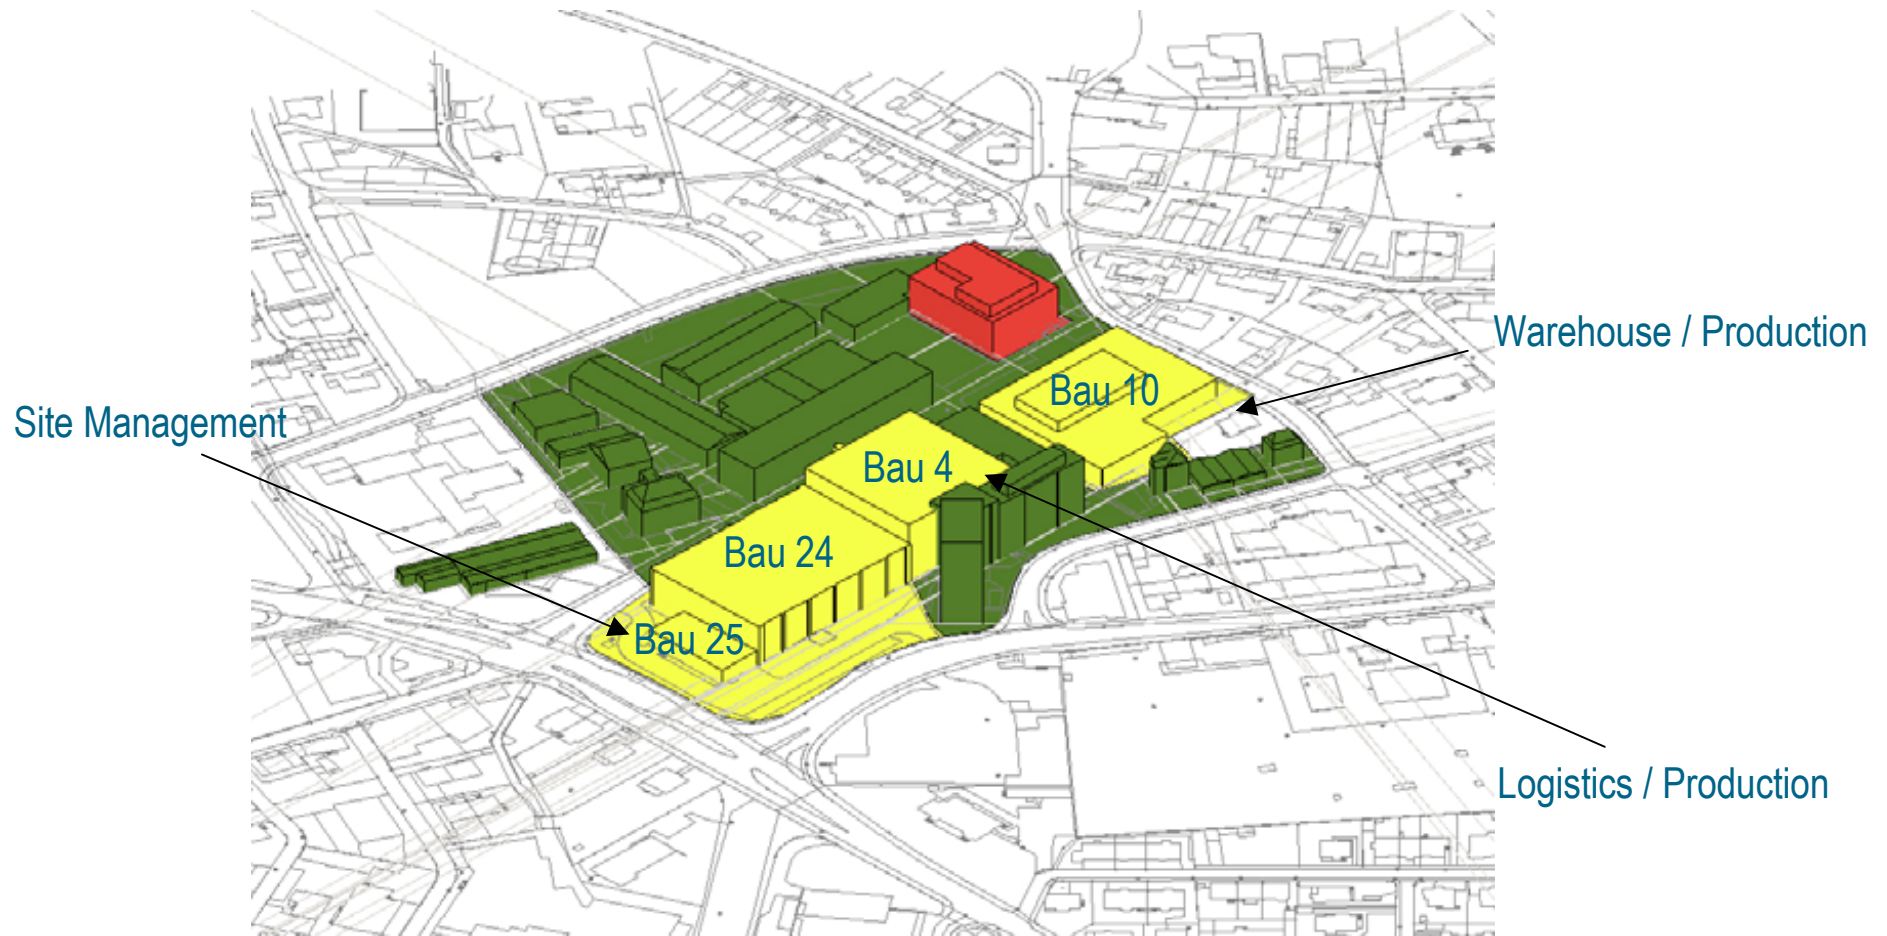 Warehouse / Production
Bau 10
Site Management
Bau 4
Bau 24
Bau 25
Logistics / Production